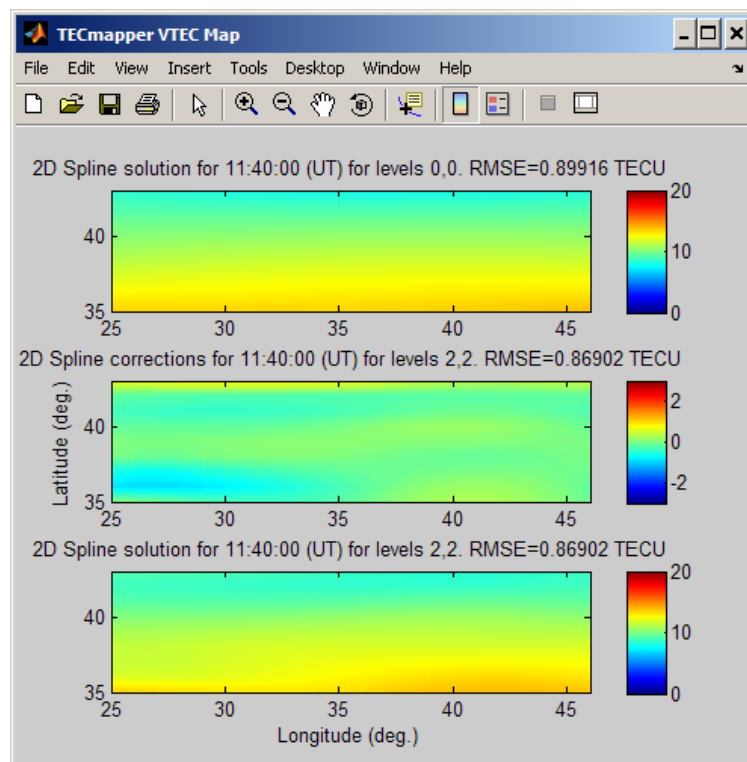 TECmapper VTEC Map
File Edit View Insert Tools Desktop Window Help
2D Spline solution for 11:40:00 (UT) for levels 0,0. RMSE=0.89916 TECU
40
35
25 30 35 40 45
20
10
0
2D Spline corrections for 11:40:00 (UT) for levels 2,2. RMSE=0.86902 TECU
Latitude (deg.)
40
35
25 30 35 40 45
2
0
-2
2D Spline solution for 11:40:00 (UT) for levels 2,2. RMSE=0.86902 TECU
40
35
25 30 35 40 45
20
10
0
Longitude (deg.)